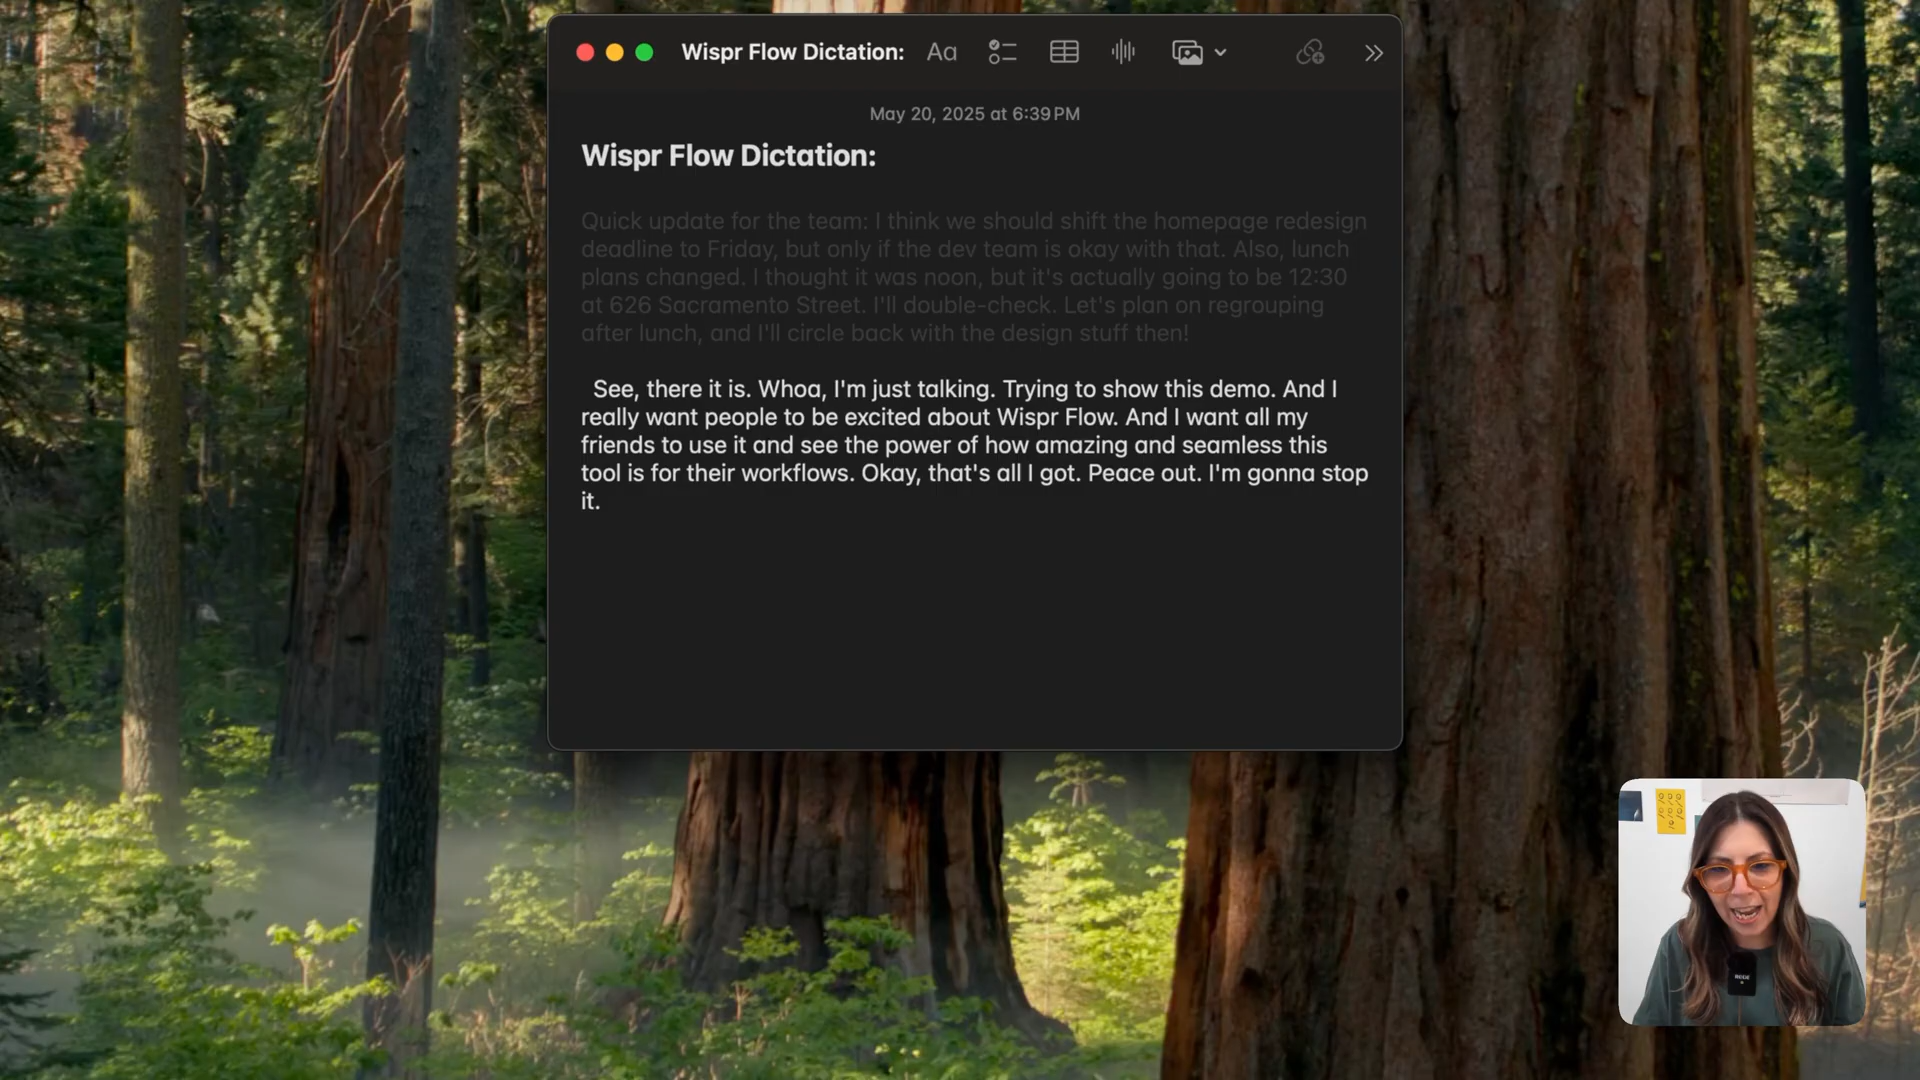 Wispr Flow Dictation:
Aa
May 20, 2025 at 6:39 PM
Wispr Flow Dictation:
Quick update for the team: I think we should shift the homepage redesign
deadline to Friday, but only if the dev team is okay with that. Also, lunch
plans changed. I thought it was noon, but it's actually going to be 12:30
at 626 Sacramento Street. I'll double-check. Let's plan on regrouping
after lunch, and I'll circle back with the design stuff then!
See, there it is. Whoa, I'm just talking. Trying to show this demo. And I
really want people to be excited about Wispr Flow. And I want all my
friends to use it and see the power of how amazing and seamless this
tool is for their workflows. Okay, that's all I got. Peace out. I'm gonna stop
it.
RODE